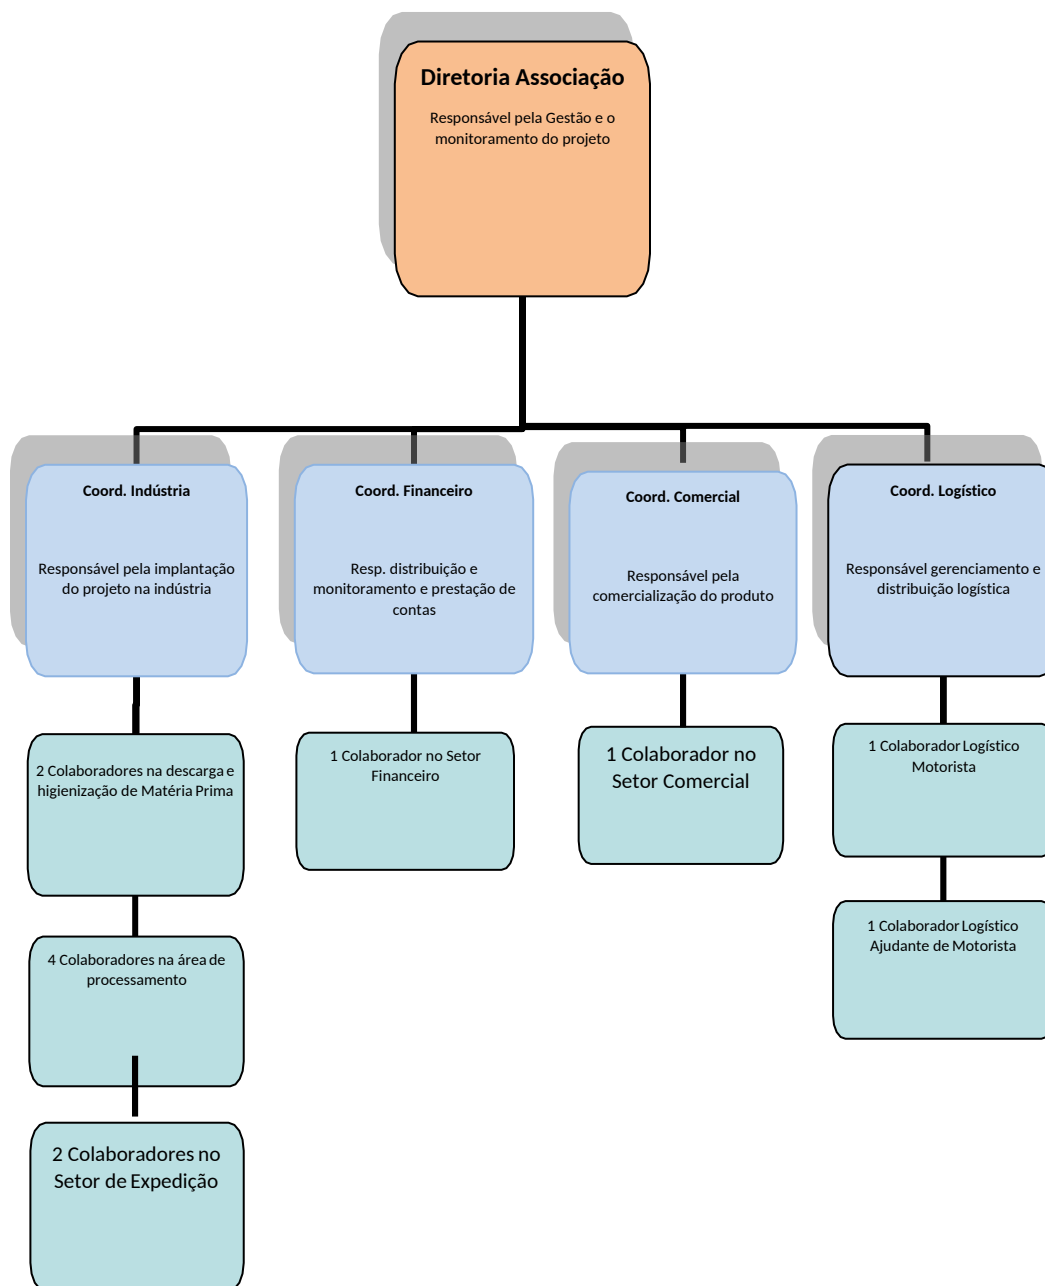 Diretoria Associação
Responsável pela Gestão e o
monitoramento do projeto
Coord. Indústria
Responsável pela implantação
do projeto na indústria
Coord. Financeiro
Resp. distribuição e
monitoramento e prestação de
contas
Coord. Comercial
Responsável pela
comercialização do produto
Coord. Logístico
Responsável gerenciamento e
distribuição logística
2 Colaboradores na descarga e
higienização de Matéria Prima
1 Colaborador no Setor
Financeiro
1 Colaborador no
Setor Comercial
1 Colaborador Logístico
Motorista
4 Colaboradores na área de
processamento
1 Colaborador Logístico
Ajudante de Motorista
2 Colaboradores no
Setor de Expedição